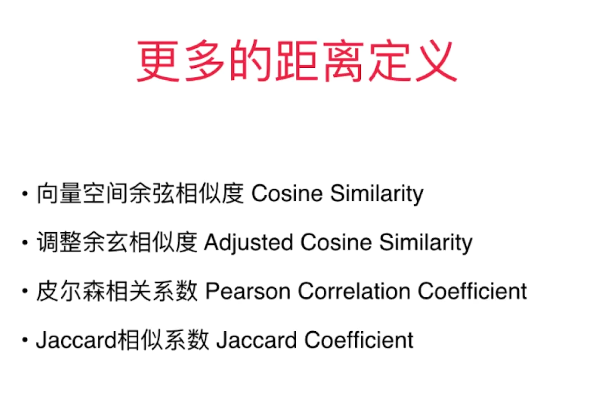 更多的距离定义
• 向量空间余弦相似度 Cosine Similarity
• 调整余玄相似度 Adjusted Cosine Similarity
• 皮尔森相关系数 Pearson Correlation Coefficient
• Jaccard相似系数 Jaccard Coefficient